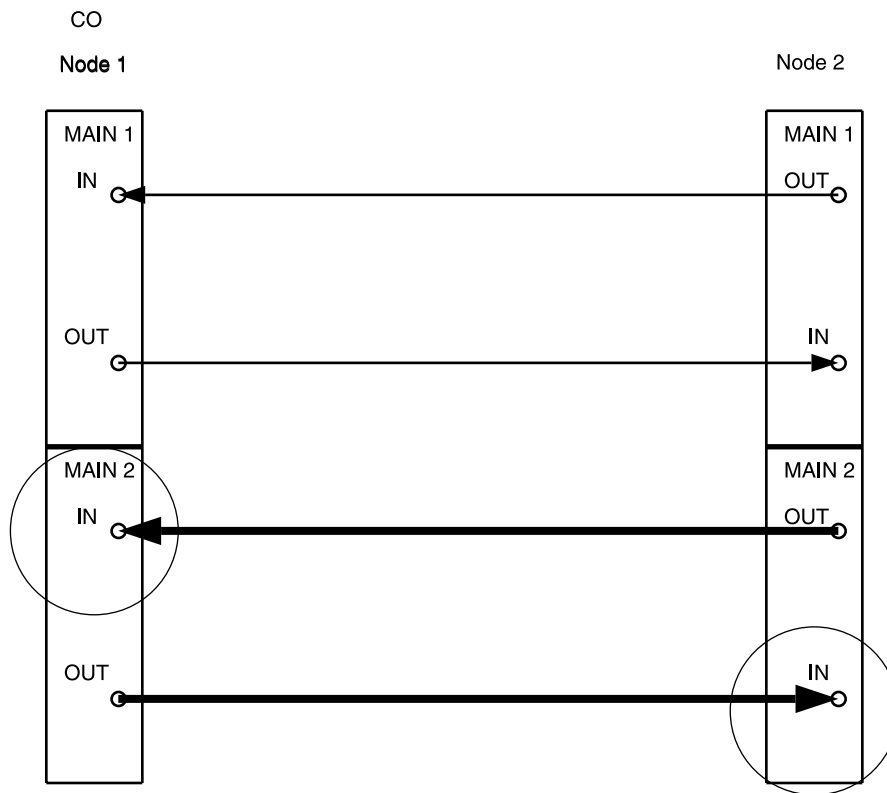 CO
Node 1
Node 2
MAIN 1
MAIN 1
IN
OUT
OUT
IN
MAIN 2
MAIN 2
IN
OUT
OUT
IN